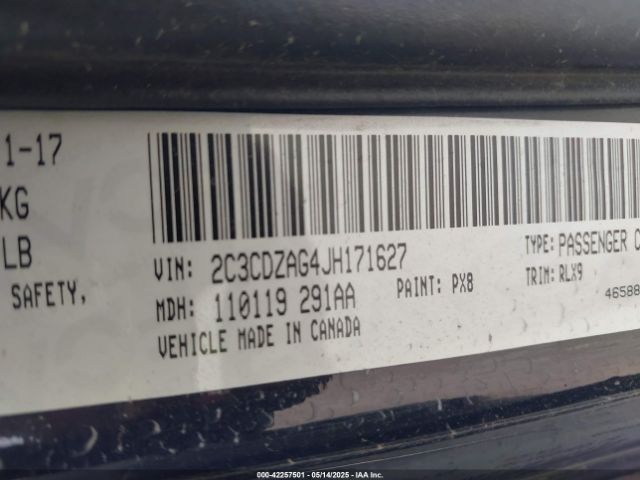 1-17
KG
LB
SAFETY,
VIN: 2C3CDZAG4JH171627
TYPE: PASSENGER C
MDH: 110119 291AA
PAINT: PX8
TRIM: RLX9
46588
VEHICLE MADE IN CANADA
000-42257501 - 05/14/2025 - IAA Inc.